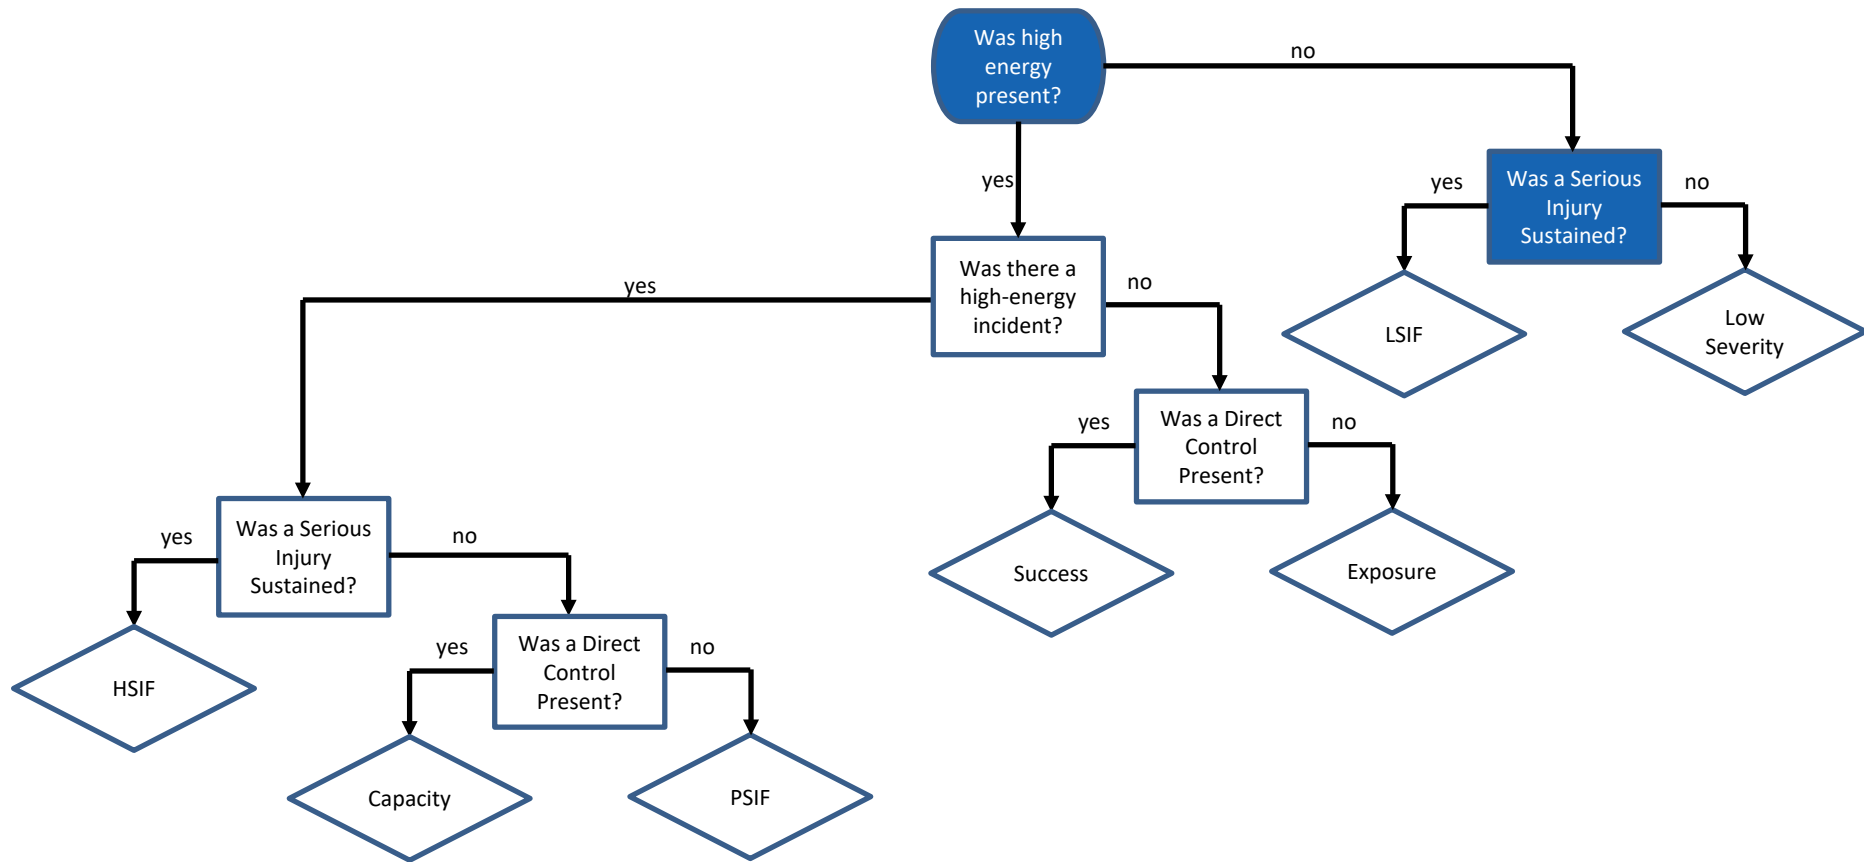 Was high
energy
present?
no
yes
Was a Serious
Injury
Sustained?
yes
no
LSIF
Low
Severity
Was there a
high-energy
incident?
yes
no
Was a Direct
Control
Present?
yes
no
Success
Exposure
Was a Serious
Injury
Sustained?
yes
no
HSIF
Was a Direct
Control
Present?
yes
no
Capacity
PSIF